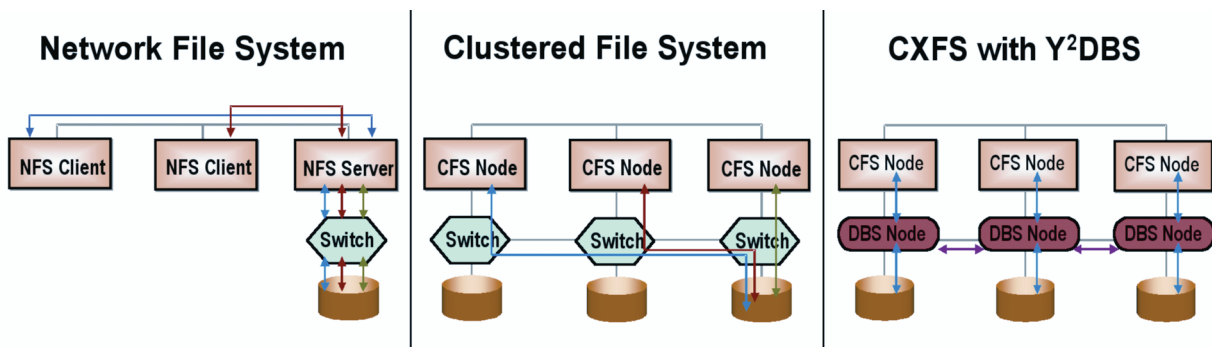 Network File System
NFS Client
NFS Client
NFS Server
Switch
Clustered File System
CFS Node
CFS Node
CFS Node
Switch
Switch
Switch
CXFS with Y²DBS
CFS Node
CFS Node
CFS Node
DBS Node
DBS Node
DBS Node